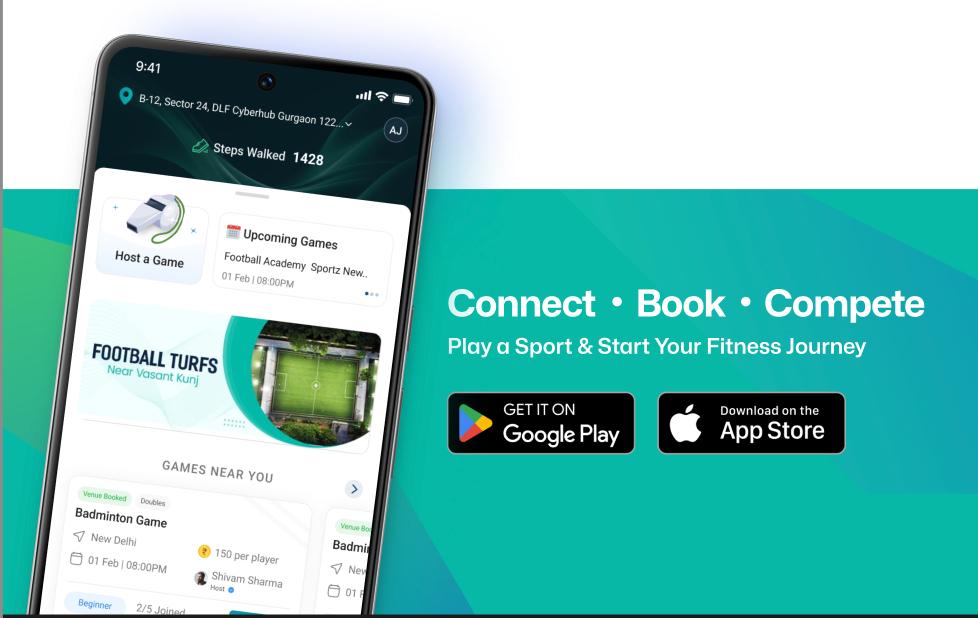 9:41
B-12, Sector 24, DLF Cyberhub Gurgaon 122...
AJ
Steps Walked 1428
Host a Game
Upcoming Games
Football Academy Sportz New..
01 Feb | 08:00PM
FOOTBALL TURFS
Near Vasant Kunj
GAMES NEAR YOU
Venue Booked Doubles
Badminton Game
New Delhi
150 per player
01 Feb | 08:00PM
Shivam Sharma
Host
Beginner
2/5 Joined
Venue Boo
Badmi
New
01 F
Connect • Book • Compete
Play a Sport & Start Your Fitness Journey
GET IT ON
Google Play
Download on the
App Store